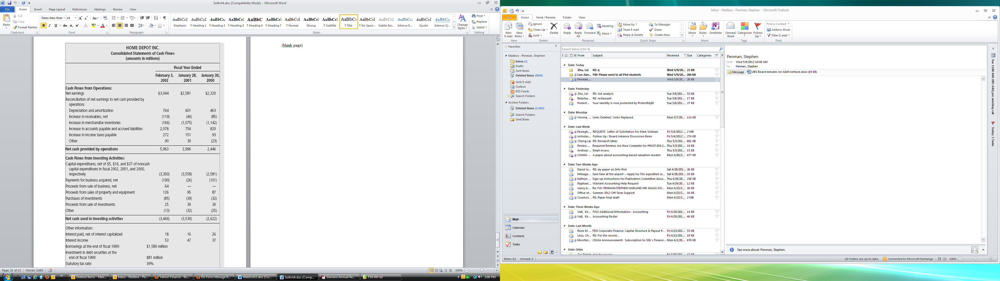 Sol4ch4.doc [Compatibility Mode] - Microsoft Word
File Home Insert Page Layout References Mailings Review View
Paste
Cut
Copy
Format Painter
Clipboard
Times New Rom 14
Font
Paragraph
AaBbCcL AaBbCcL AaBbCc AaBbCcI AaBbC AaBbCcI AaBbCcI AaBbCcI AaBbCcI AaBbC AaBbCcI AaBbCcL AaBbCcL AaBbCcI AaBbCcL
Emphasis ¶ Heading 1 ¶ Heading 2 ¶ Heading 3 ¶ Heading 4 ¶ Heading 7 ¶ Normal Strong ¶ Subtitle ¶ Title ¶ No Spaci... Subtle Em... Intense E... Quote Intense Q...
Change Styles
Styles
Find
Replace
Select
Editing
HOME DEPOT INC.
Consolidated Statements of Cash Flows
(amounts in millions)
Fiscal Year Ended
February 3, January 28, January 30,
2002 2001 2000
Cash Flows from Operations:
Net earnings $3,044 $2,581 $2,320
Reconciliation of net earnings to net cash provided by
operations
Depreciation and amortization 764 601 463
Increase in receivables, net (119) (46) (85)
Increase in merchandise inventories (166) (1,075) (1,142)
Increase in accounts payable and accrued liabilities 2,078 754 820
Increase in income taxes payable 272 151 93
Other 90 30 (23)
Net cash provided by operations 5,963 2,996 2,446
Cash Flows from Investing Activities:
Capital expenditures, net of $5, $16, and $37 of noncash
capital expenditures in fiscal 2002, 2001, and 2000,
respectively (3,393) (3,558) (2,581)
Payments for business acquired, net (190) (26) (101)
Proceeds from sale of business, net 64 — —
Proceeds from sales of property and equipment 126 95 87
Purchases of investments (85) (39) (32)
Proceeds from sale of investments 25 30 30
Other (13) (32) (25)
Net cash used in investing activities (3,466) (3,530) (2,622)
Other information:
Interest paid, net of interest capitalized 18 16 26
Interest income 53 47 37
Borrowings at the end of fiscal 1999: $1,580 million
Investment in debt securities at the
end of fiscal 1999: $81 million
Statutory tax rate: 39%
(blank page)
Page: 21 of 22 Words: 3,684 100%
Deleted Items - Mail... Inbox - Mailbox - Pe... Yahoo! Finance - Bu... Do Firms Manage R... Web5ch11.doc [Co... Sol4ch4.doc [Comp... Siemens Annual Re... FSA 4th ed 2:06 PM
Inbox - Mailbox - Penman, Stephen - Microsoft Outlook
File Home Send / Receive Folder View
New E-mail
New Items
New
Ignore
Clean Up
Junk
Delete
Delete
Reply
Reply All
Forward
Meeting
More
Respond
Move to: ?
Team E-mail
Reply & Delete
To Manager
Done
Create New
Quick Steps
Move
Rules
OneNote
Move
Unread/ Read
Categorize
Follow Up
Tags
Find a Contact
Address Book
Filter E-mail
Find
Favorites
Mailbox - Penman, Stephen
Inbox (2)
Drafts
Sent Items
Deleted Items (3840)
Junk E-mail
Outbox
RSS Feeds
Search Folders
Archive Folders
Deleted Items (11494)
Search Folders
Sent Items
Mail
Calendar
Contacts
Tasks
Search Inbox (Ctrl+E)
From Subject Received Size Categories
Date: Today
Zhu, Lei RE: q Wed 5/9/20... 22 KB
Luo Jian... FW: Please send to all Phd students Wed 5/9/20... 284 KB
Penman,... Wed 5/9/20... 26 KB
Date: Yesterday
Zhu, Lei RE: risk analysis Tue 5/8/201... 53 KB
Balacha... RE: restaurant Tue 5/8/201... 17 KB
Protect... Your identity is now protected by ProtectMyID Tue 5/8/201... 27 KB
Date: Monday
Verona, ... Links Deleted / Links Replaced Mon 5/7/20... 114 KB
Date: Last Week
Ekwegh,... REQUEST: Letter of Solicitation for Mark Soliman Fri 5/4/2012 ... 2 MB
nicholas... Follow Up / Board Advance Discussion Items Fri 5/4/2012 ... 274 KB
Cheng Lai RE: Research Ideas Thu 5/3/201... 681 KB
Review ... Required Reviews Are Now Complete for #RAST-EM-2... Thu 5/3/201... 10 KB
Andreas ... Email Access Thu 5/3/201... 15 KB
CHANG ... A paper about accounting-based valuation models Mon 4/30/2... 477 KB
Date: Two Weeks Ago
David Jo... RE: my paper on Info Risk Sat 4/28/201... 26 KB
Mileage... Save time at the airport -- Apply for TSA expedited se... Sat 4/28/201... 33 KB
Kathryn ... Sign-up instructions for Publication Committee docu... Thu 4/26/20... 256 KB
Raphael... Warrant Accounting Help Request Tue 4/24/20... 12 KB
nancy b... Re: FW: PENMAN/STEPHEN HARLAND MR 24AUG EW... Mon 4/23/2... 38 KB
Office of... Summer 2012 Off-Term Support Mon 4/23/2... 16 KB
Courtois... RE: Paper final draft Mon 4/23/2... 2 MB
Date: Three Weeks Ago
Valt, Kir... FY13 Additional Information - Accounting Fri 4/20/201... 14 KB
Valt, Kir... Accounting Roster Fri 4/20/201... 46 KB
Date: Last Month
Rene M. ... FEN Corporate Finance: Capital Structure & Payout P... Fri 4/13/201... 55 KB
Leuz, Ch... RE: For the record... Fri 4/13/201... 19 KB
Morsfiel... CEASA Announcement: Subscription to SNL's Financi... Mon 4/2/201... 678 KB
Date: Older
Penman, Stephen
Sent: Wed 5/9/2012 10:48 AM
To: Penman, Stephen
Message UBS Board minutes on A&M venture.docx (19 KB)
See more about: Penman, Stephen.
Tue 11:00 AM: UBS A&Q pre-meeting call
Today: 3 Tasks
Items: 82 Unread: 2 All folders are up to date. Connected to Microsoft Exchange 100%